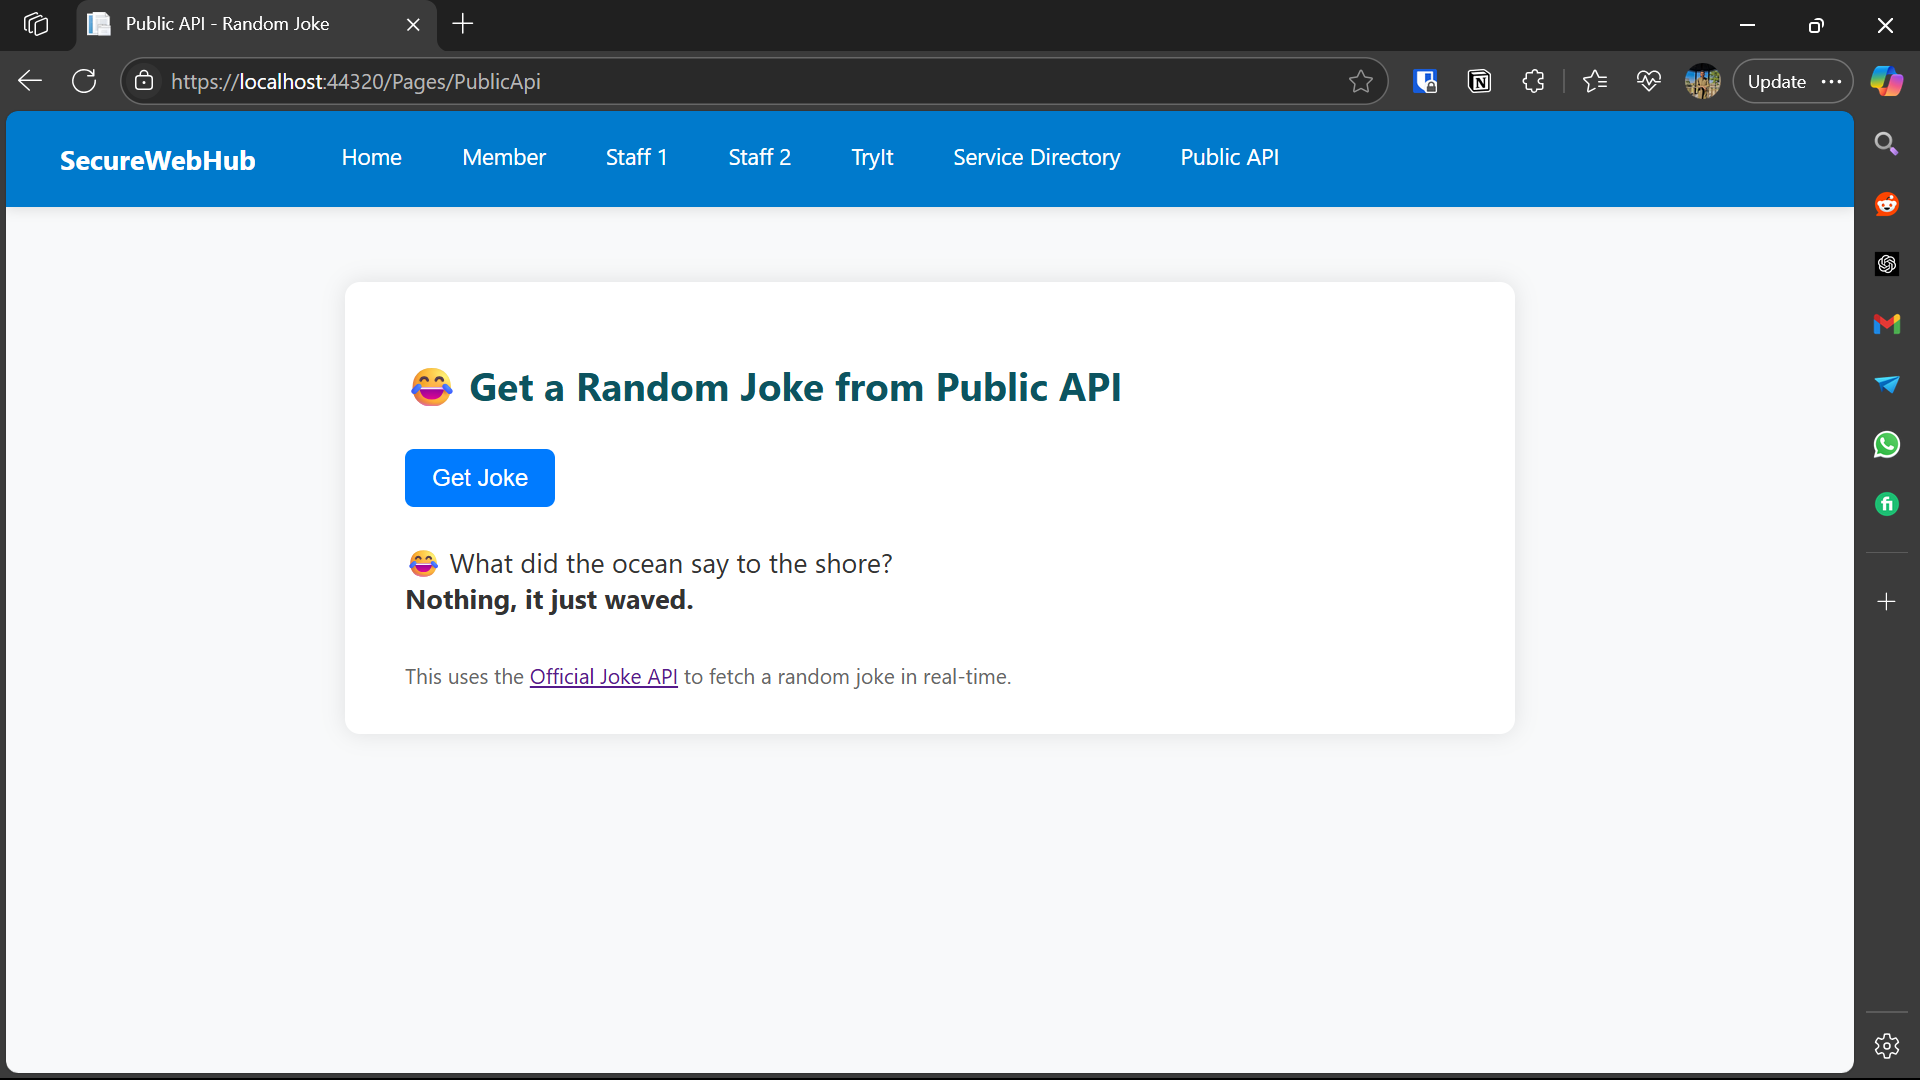 Public API - Random Joke
https://localhost:44320/Pages/PublicApi
Update
SecureWebHub Home Member Staff 1 Staff 2 TryIt Service Directory Public API
😂 Get a Random Joke from Public API
Get Joke
😂 What did the ocean say to the shore?
Nothing, it just waved.
This uses the Official Joke API to fetch a random joke in real-time.